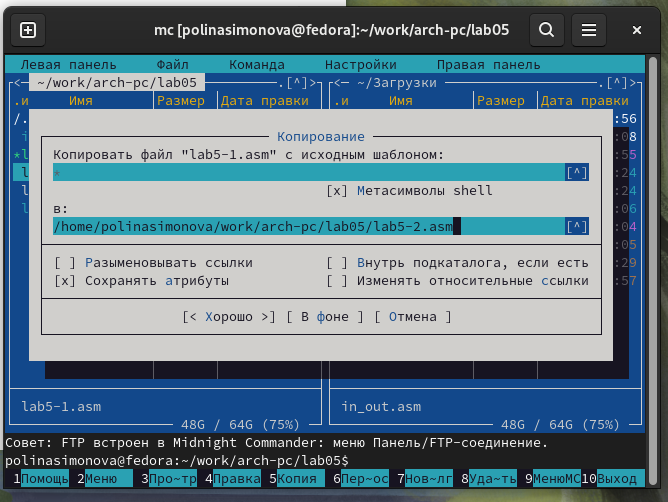 mc [polinasimonova@fedora]:~/work/arch-pc/lab05
Левая панель Файл Команда Настройки Правая панель
<— ~/work/arch-pc/lab05 .[^]> <— ~/Загрузки .[^]>
.и Имя Размер Дата правки .и Имя Размер Дата правки
/. :56
:08
*l :55
l :24
l :24
l :06
:04
:05
:29
:57
Копирование
Копировать файл "lab5-1.asm" с исходным шаблоном:
* [^]
[x] Метасимволы shell
в:
/home/polinasimonova/work/arch-pc/lab05/lab5-2.asm [^]
[ ] Разыменовывать ссылки [ ] Внутрь подкаталога, если есть
[x] Сохранять атрибуты [ ] Изменять относительные ссылки
[< Хорошо >] [ В фоне ] [ Отмена ]
lab5-1.asm in_out.asm
48G / 64G (75%) 48G / 64G (75%)
Совет: FTP встроен в Midnight Commander: меню Панель/FTP-соединение.
polinasimonova@fedora:~/work/arch-pc/lab05$
1Помощь 2Меню 3Про~тр 4Правка 5Копия 6Пер~ос 7Нов~лг 8Уда~ть 9МенюMC 10Выход